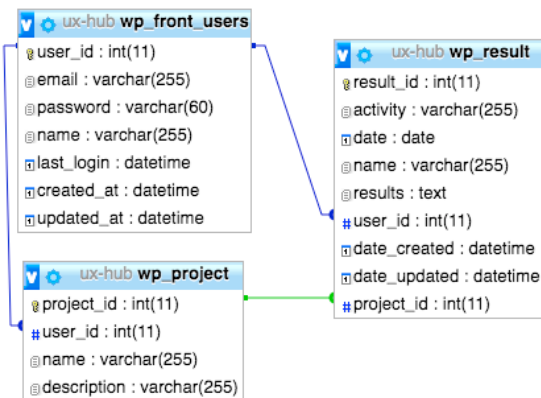 ux-hub wp_front_users
user_id : int(11)
email : varchar(255)
password : varchar(60)
name : varchar(255)
last_login : datetime
created_at : datetime
updated_at : datetime
ux-hub wp_project
project_id : int(11)
#user_id : int(11)
name : varchar(255)
description : varchar(255)
ux-hub wp_result
result_id : int(11)
activity : varchar(255)
date : date
name : varchar(255)
results : text
#user_id : int(11)
date_created : datetime
date_updated : datetime
#project_id : int(11)